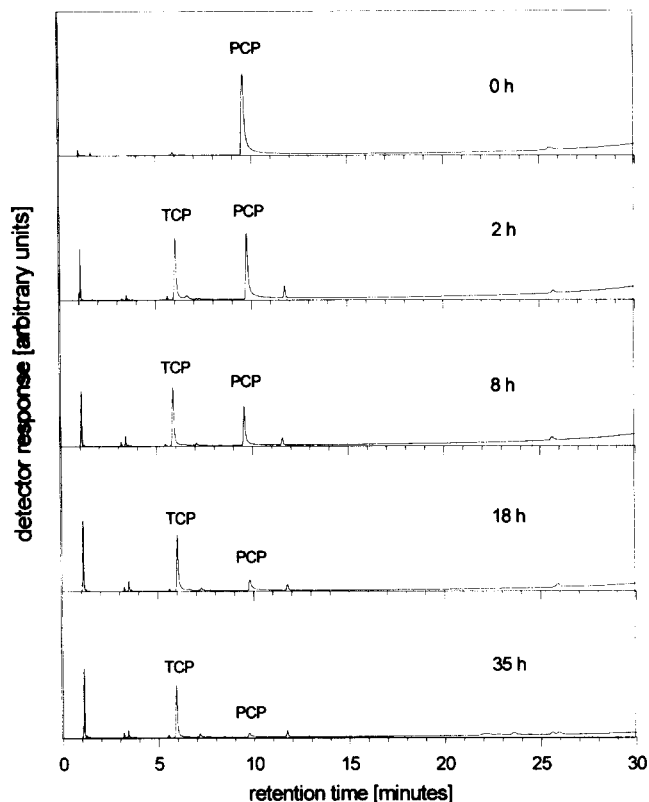 PCP
0 h
TCP
PCP
2 h
TCP
PCP
8 h
TCP
PCP
18 h
TCP
PCP
35 h
detector response [arbitrary units]
0 5 10 15 20 25 30
retention time [minutes]